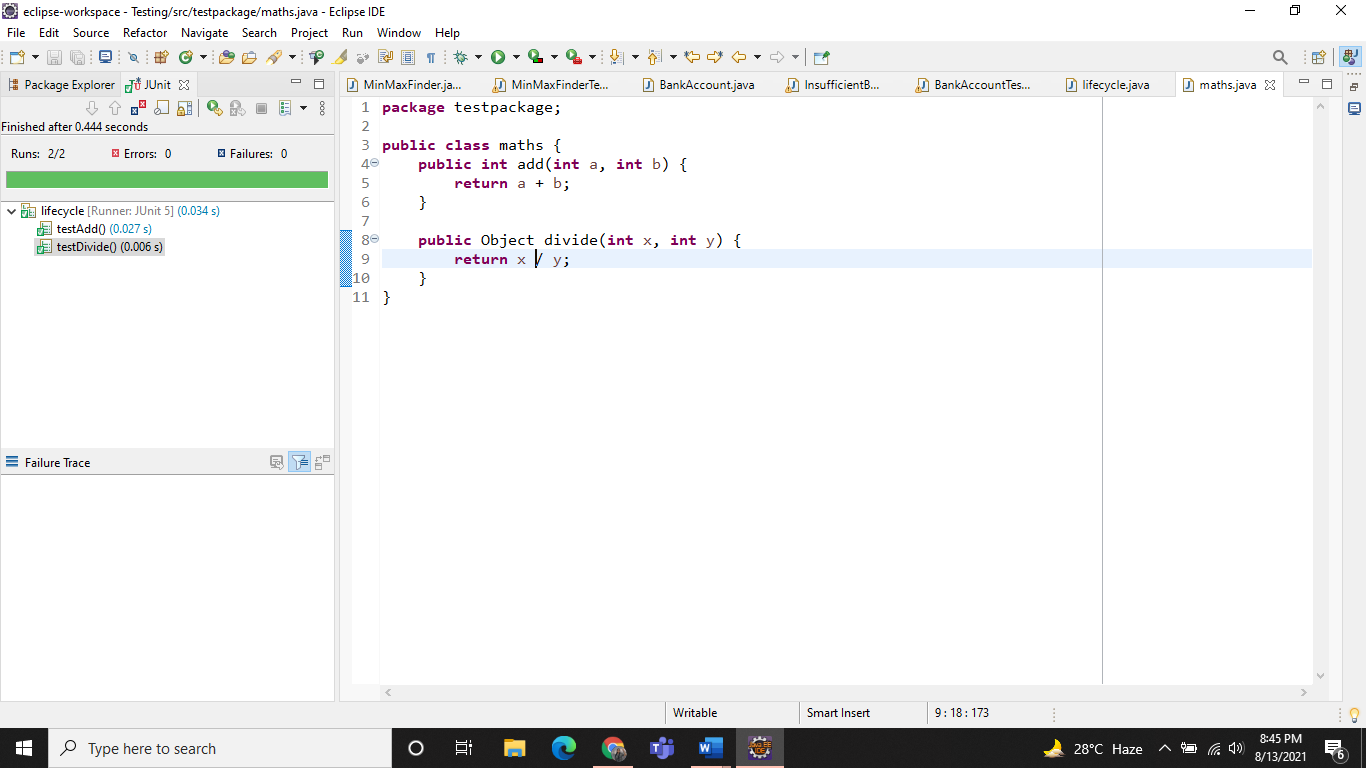 eclipse-workspace - Testing/src/testpackage/maths.java - Eclipse IDE
File Edit Source Refactor Navigate Search Project Run Window Help
Package Explorer JUnit
MinMaxFinder.ja... MinMaxFinderTe... BankAccount.java InsufficientB... BankAccountTes... lifecycle.java maths.java
Finished after 0.444 seconds
Runs: 2/2 Errors: 0 Failures: 0
lifecycle [Runner: JUnit 5] (0.034 s)
testAdd() (0.027 s)
testDivide() (0.006 s)
Failure Trace
1 package testpackage;
2
3 public class maths {
4 public int add(int a, int b) {
5 return a + b;
6 }
7
8 public Object divide(int x, int y) {
9 return x / y;
10 }
11 }
Writable Smart Insert 9 : 18 : 173
Type here to search
28°C Haze
8:45 PM
8/13/2021
6